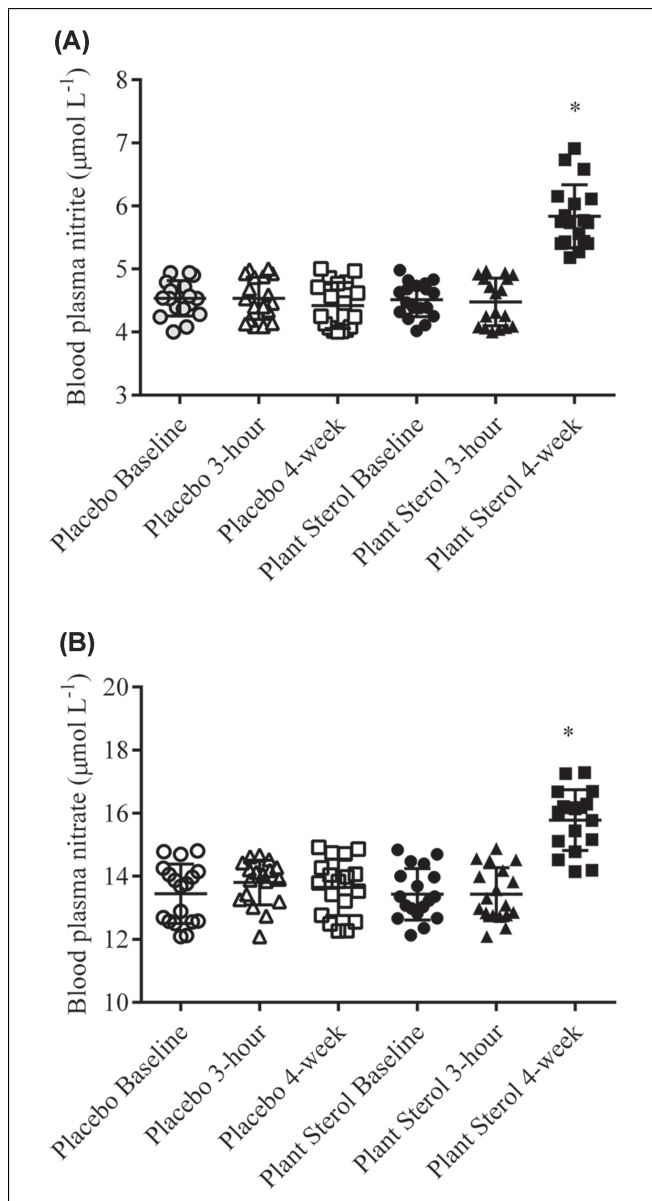 (A)
Blood plasma nitrite (μmol L⁻¹)
8
7
6
5
4
3
*
Placebo Baseline
Placebo 3-hour
Placebo 4-week
Plant Sterol Baseline
Plant Sterol 3-hour
Plant Sterol 4-week
(B)
Blood plasma nitrate (μmol L⁻¹)
20
18
16
14
12
10
*
Placebo Baseline
Placebo 3-hour
Placebo 4-week
Plant Sterol Baseline
Plant Sterol 3-hour
Plant Sterol 4-week